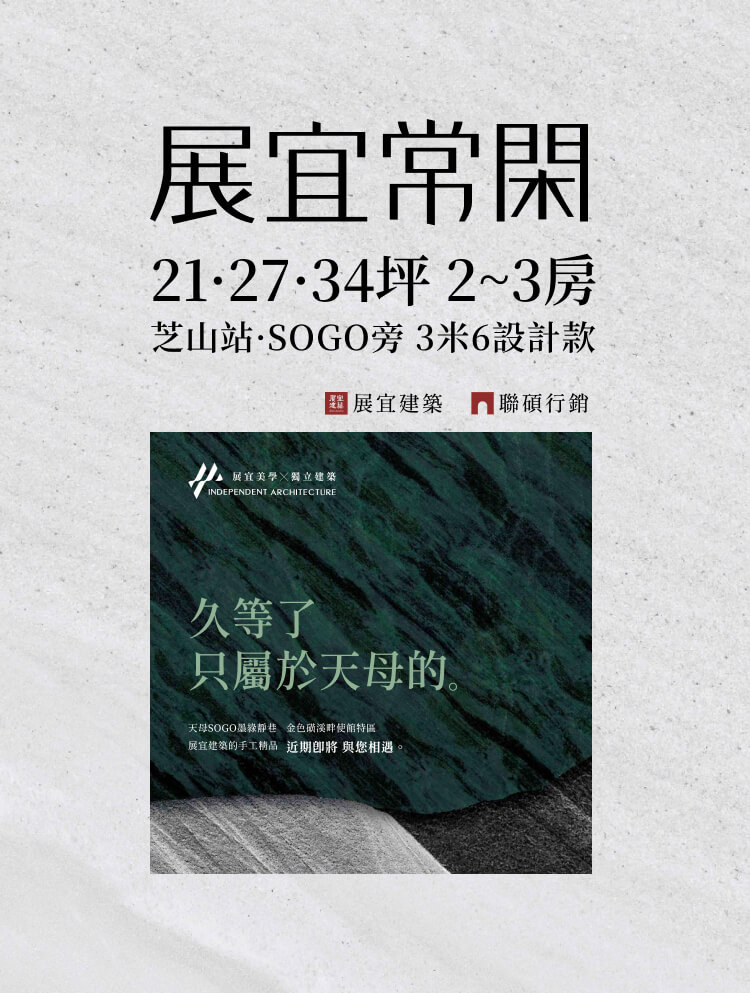 展宜常閑
21·27·34坪 2~3房
芝山站·SOGO旁 3米6設計款
展宜建築 聯碩行銷
展宜美學×獨立建築
INDEPENDENT ARCHITECTURE
久等了
只屬於天母的。
天母SOGO墨綠靜巷 金色磺溪畔使館特區
展宜建築的手工精品 近期即將 與您相遇。